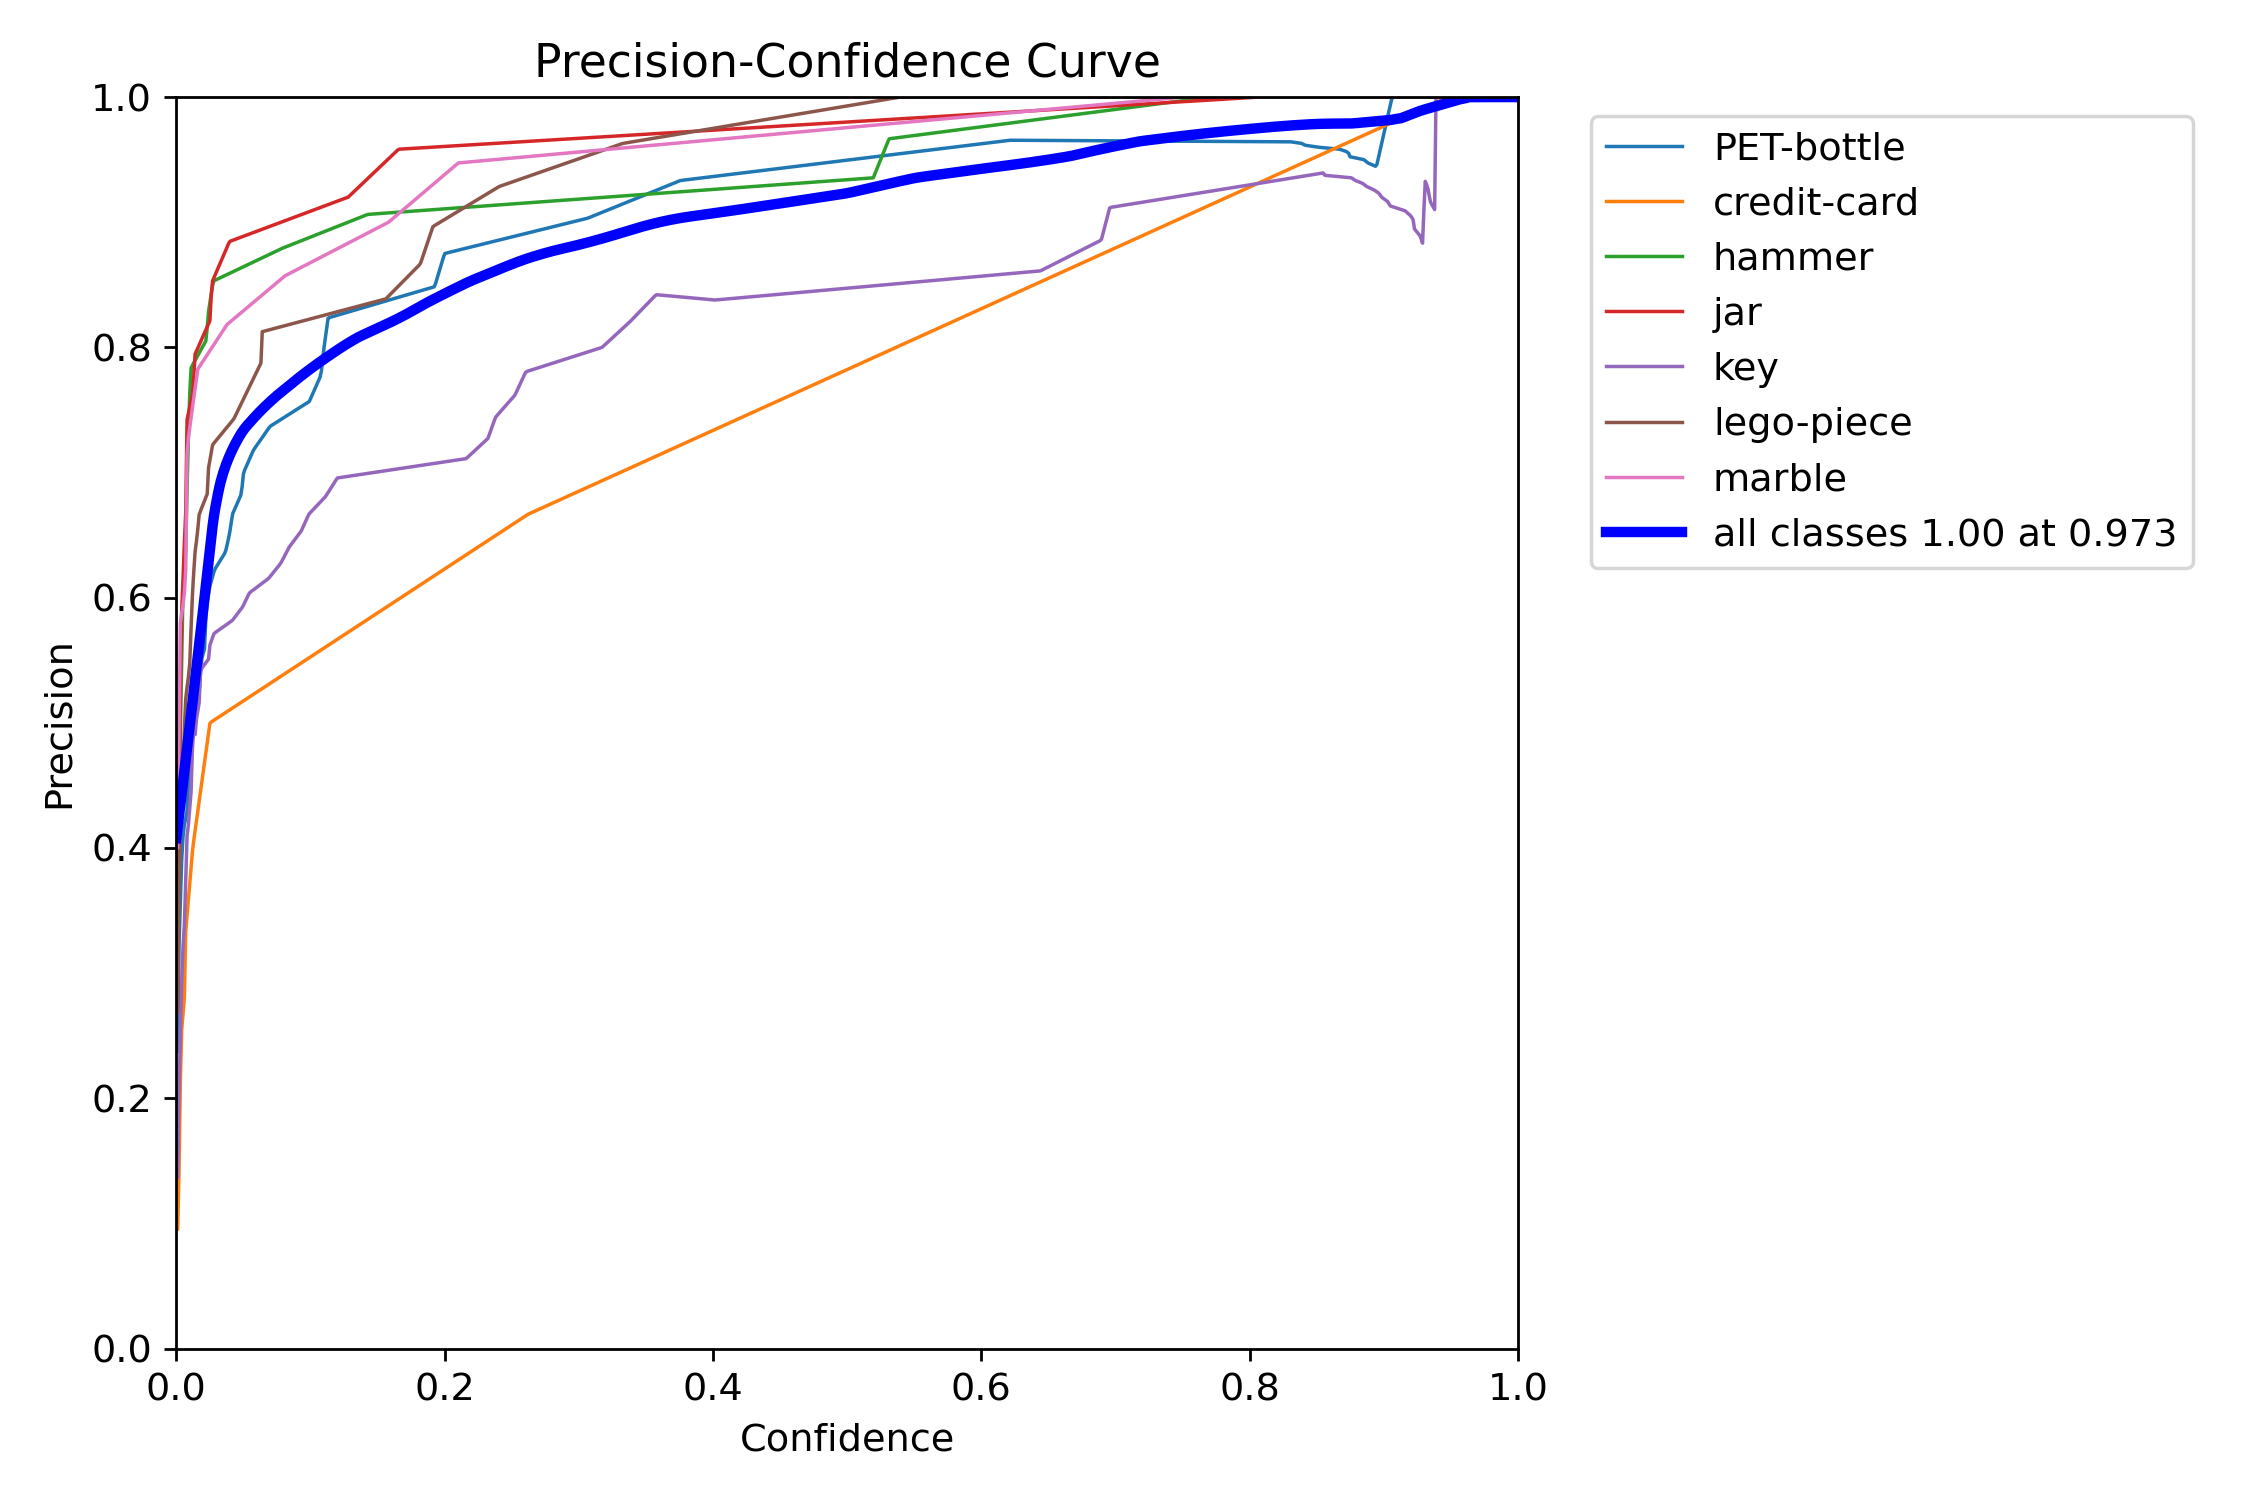 Precision-Confidence Curve
1.0
0.8
0.6
0.4
0.2
0.0
Precision
0.0 0.2 0.4 0.6 0.8 1.0
Confidence
PET-bottle
credit-card
hammer
jar
key
lego-piece
marble
all classes 1.00 at 0.973